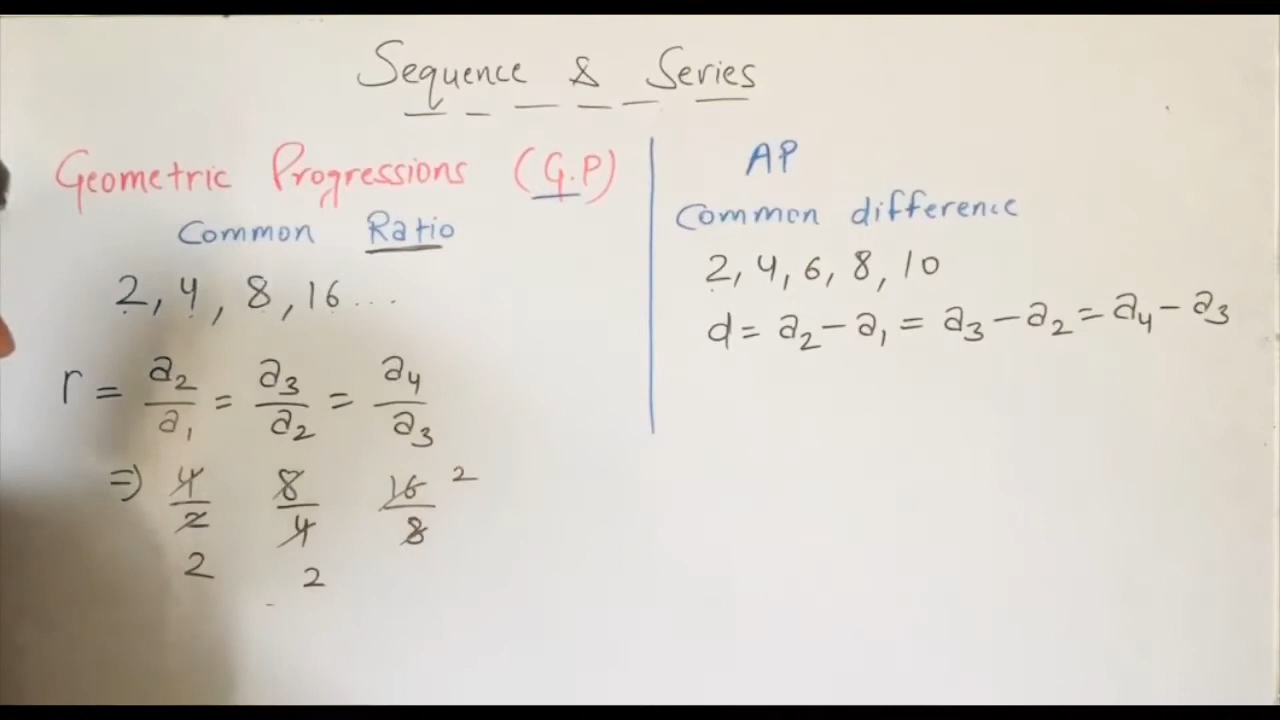 Sequence & Series
Geometric Progressions (G.P)
Common Ratio
2, 4, 8, 16...
r = a₂/a₁ = a₃/a₂ = a₄/a₃
⇒ 4/2 8/4 16/8 2
2 2
AP
Common difference
2, 4, 6, 8, 10
d = a₂ - a₁ = a₃ - a₂ = a₄ - a₃